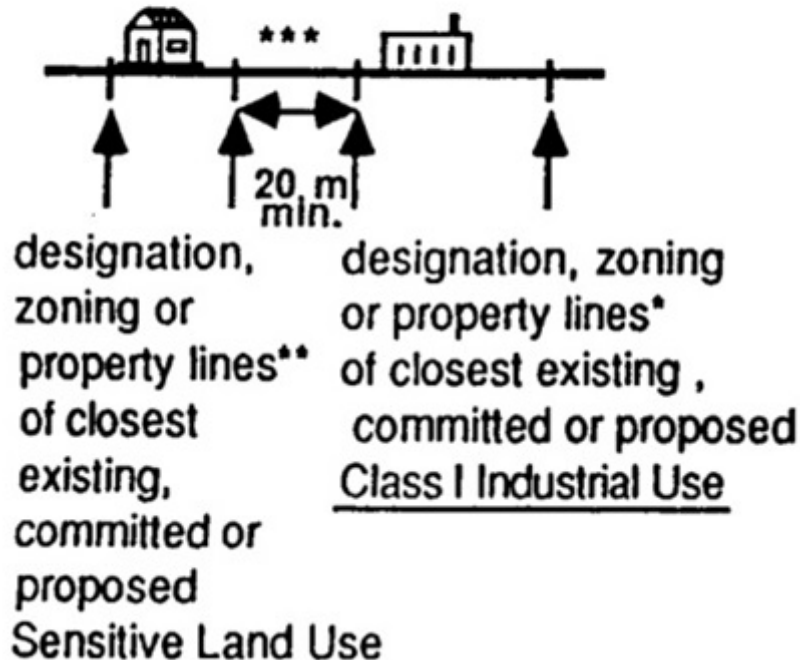 ***
20 m
min.
designation,
zoning or
property lines**
of closest
existing,
committed or
proposed
Sensitive Land Use
designation, zoning
or property lines*
of closest existing ,
committed or proposed
Class I Industrial Use